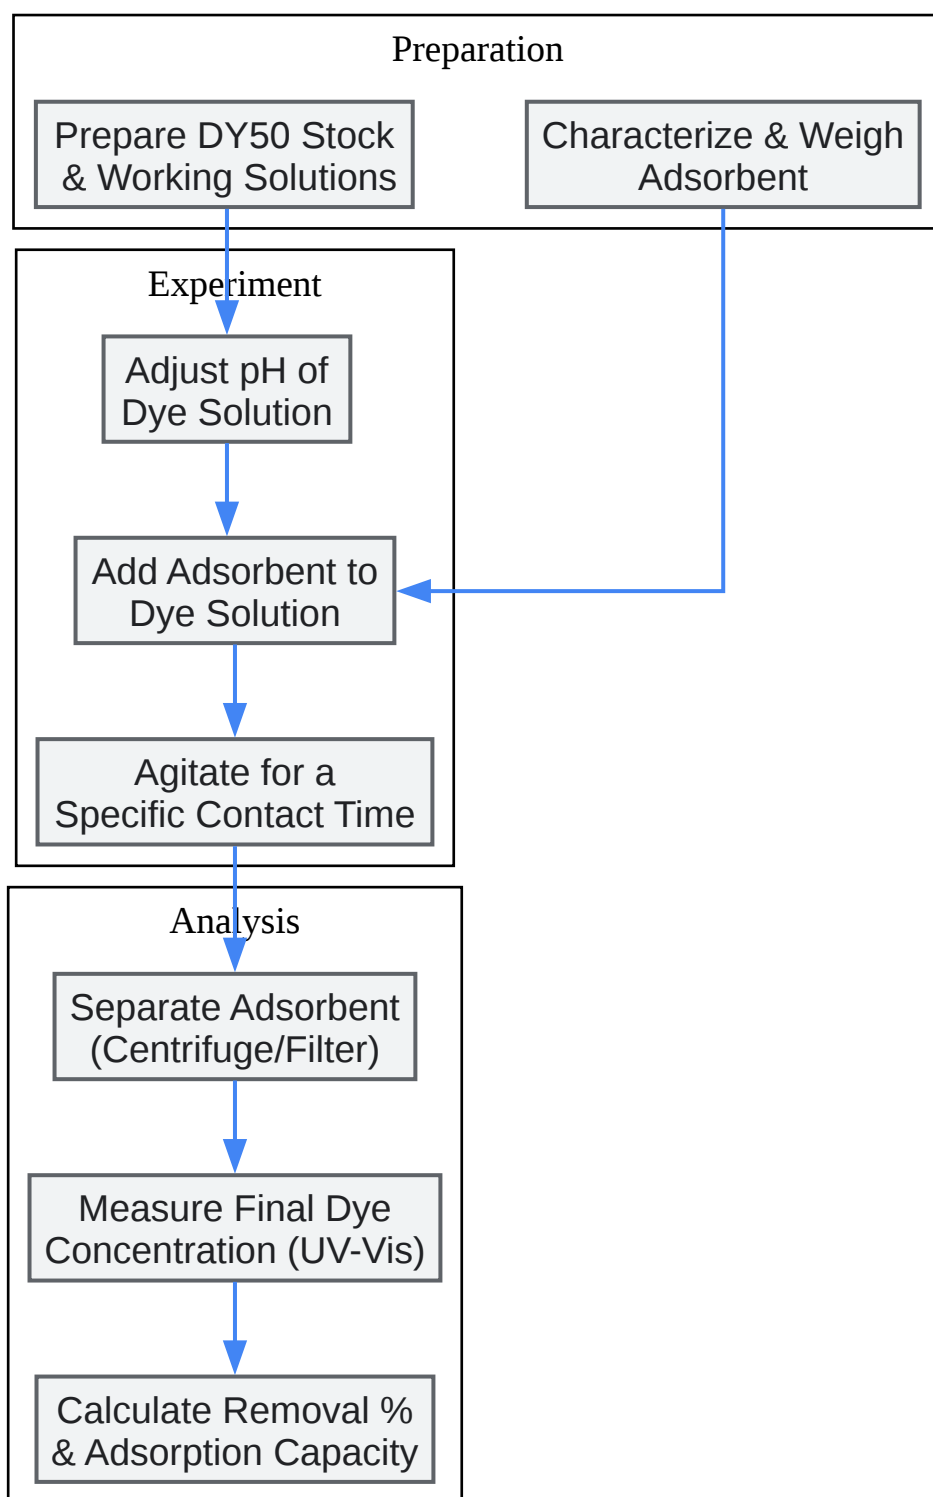 Preparation
Prepare DY50 Stock
& Working Solutions
Characterize & Weigh
Adsorbent
Experiment
Adjust pH of
Dye Solution
Add Adsorbent to
Dye Solution
Agitate for a
Specific Contact Time
Analysis
Separate Adsorbent
(Centrifuge/Filter)
Measure Final Dye
Concentration (UV-Vis)
Calculate Removal %
& Adsorption Capacity